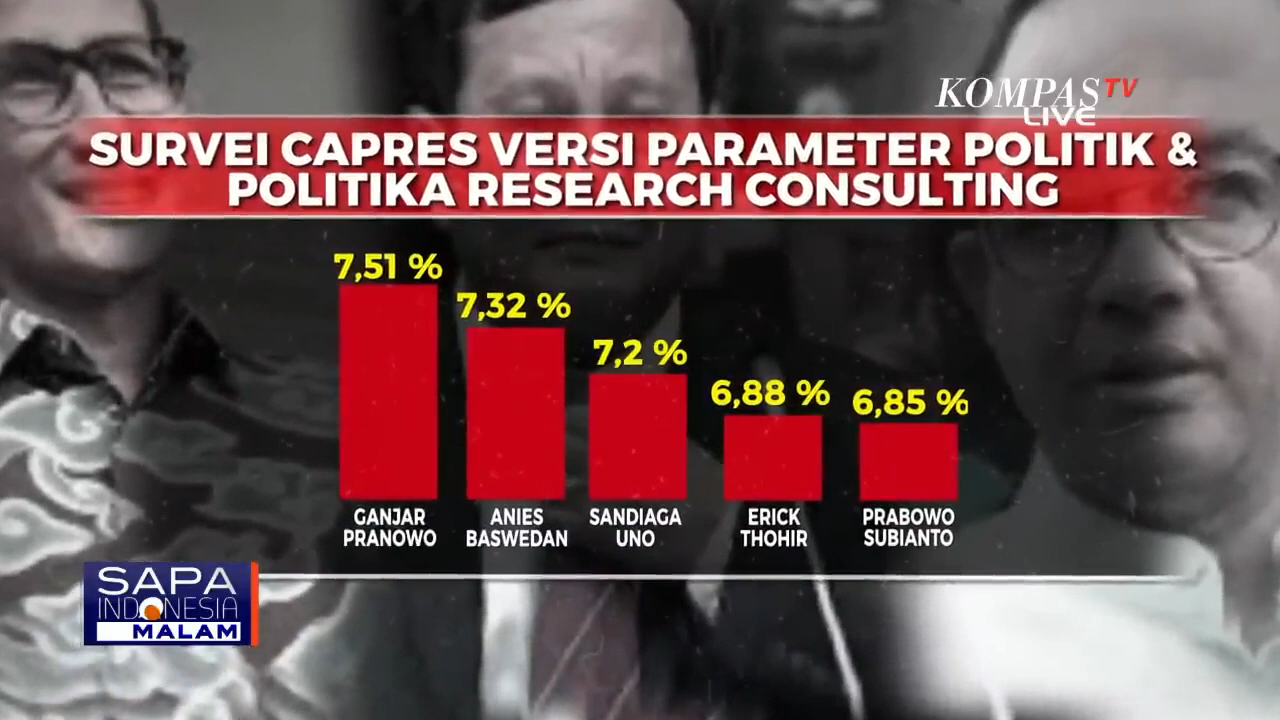 KOMPASTV
LIVE
SURVEI CAPRES VERSI PARAMETER POLITIK &
POLITIKA RESEARCH CONSULTING
7,51 %
7,32 %
7,2 %
6,88 %
6,85 %
GANJAR
PRANOWO
ANIES
BASWEDAN
SANDIAGA
UNO
ERICK
THOHIR
PRABOWO
SUBIANTO
SAPA
INDONESIA
MALAM